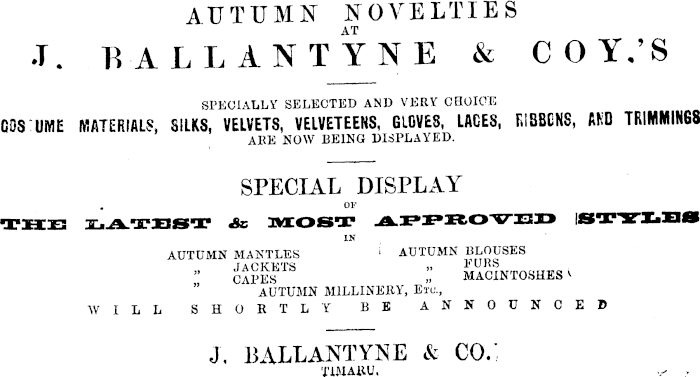 AUTUMN NOVELTIES
AT
J. BALLANTYNE & COY.'S
SPECIALLY SELECTED AND VERY CHOICE
COSTUME MATERIALS, SILKS, VELVETS, VELVETEENS, GLOVES, LACES, RIBBONS, AND TRIMMINGS
ARE NOW BEING DISPLAYED.
SPECIAL DISPLAY
OF
THE LATEST & MOST APPROVED STYLES
IN
AUTUMN MANTLES AUTUMN BLOUSES
„ JACKETS „ FURS
„ CAPES „ MACINTOSHES
AUTUMN MILLINERY, ETC.,
WILL SHORTLY BE ANNOUNCED
J. BALLANTYNE & CO.
TIMARU.